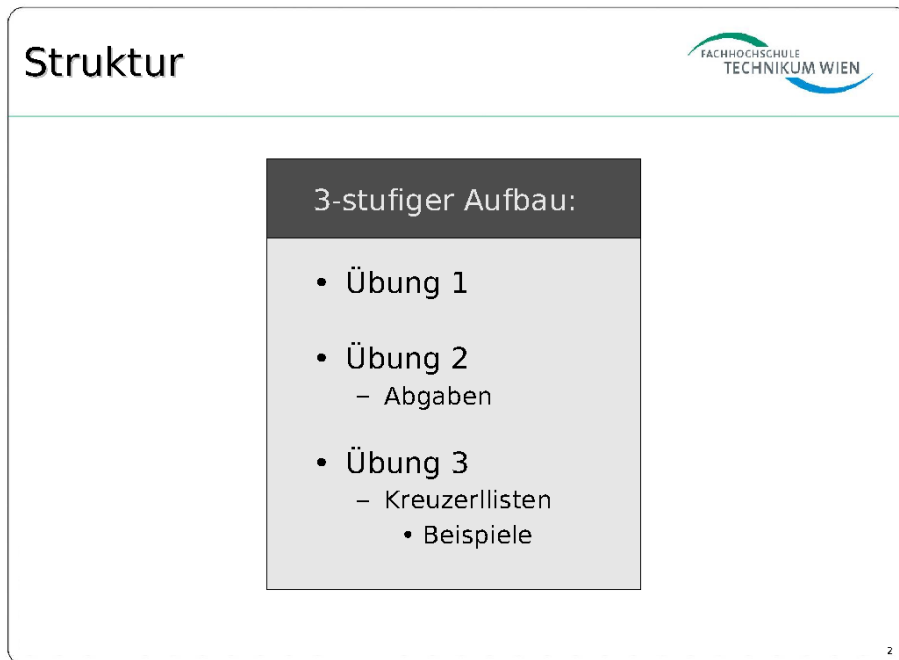 Struktur
FACHHOCHSCHULE
TECHNIKUM WIEN
3-stufiger Aufbau:
• Übung 1
• Übung 2
– Abgaben
• Übung 3
– Kreuzerllisten
• Beispiele
2